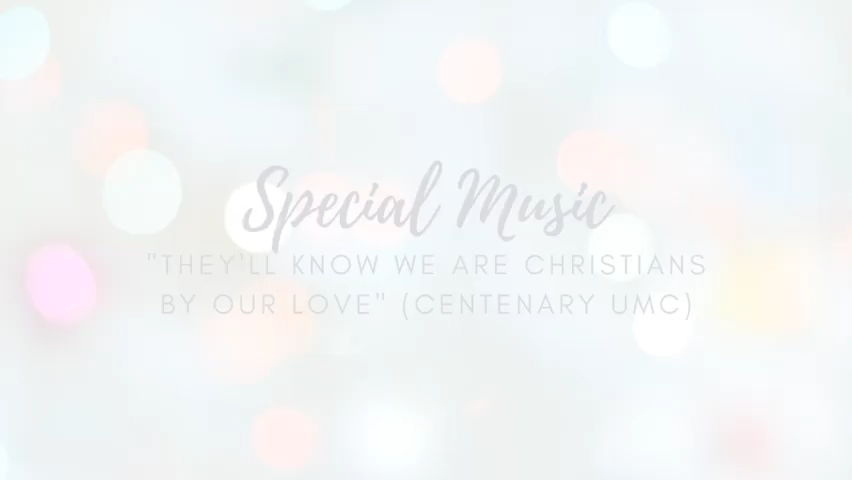 Special Music
"THEY'LL KNOW WE ARE CHRISTIANS
BY OUR LOVE" (CENTENARY UMC)